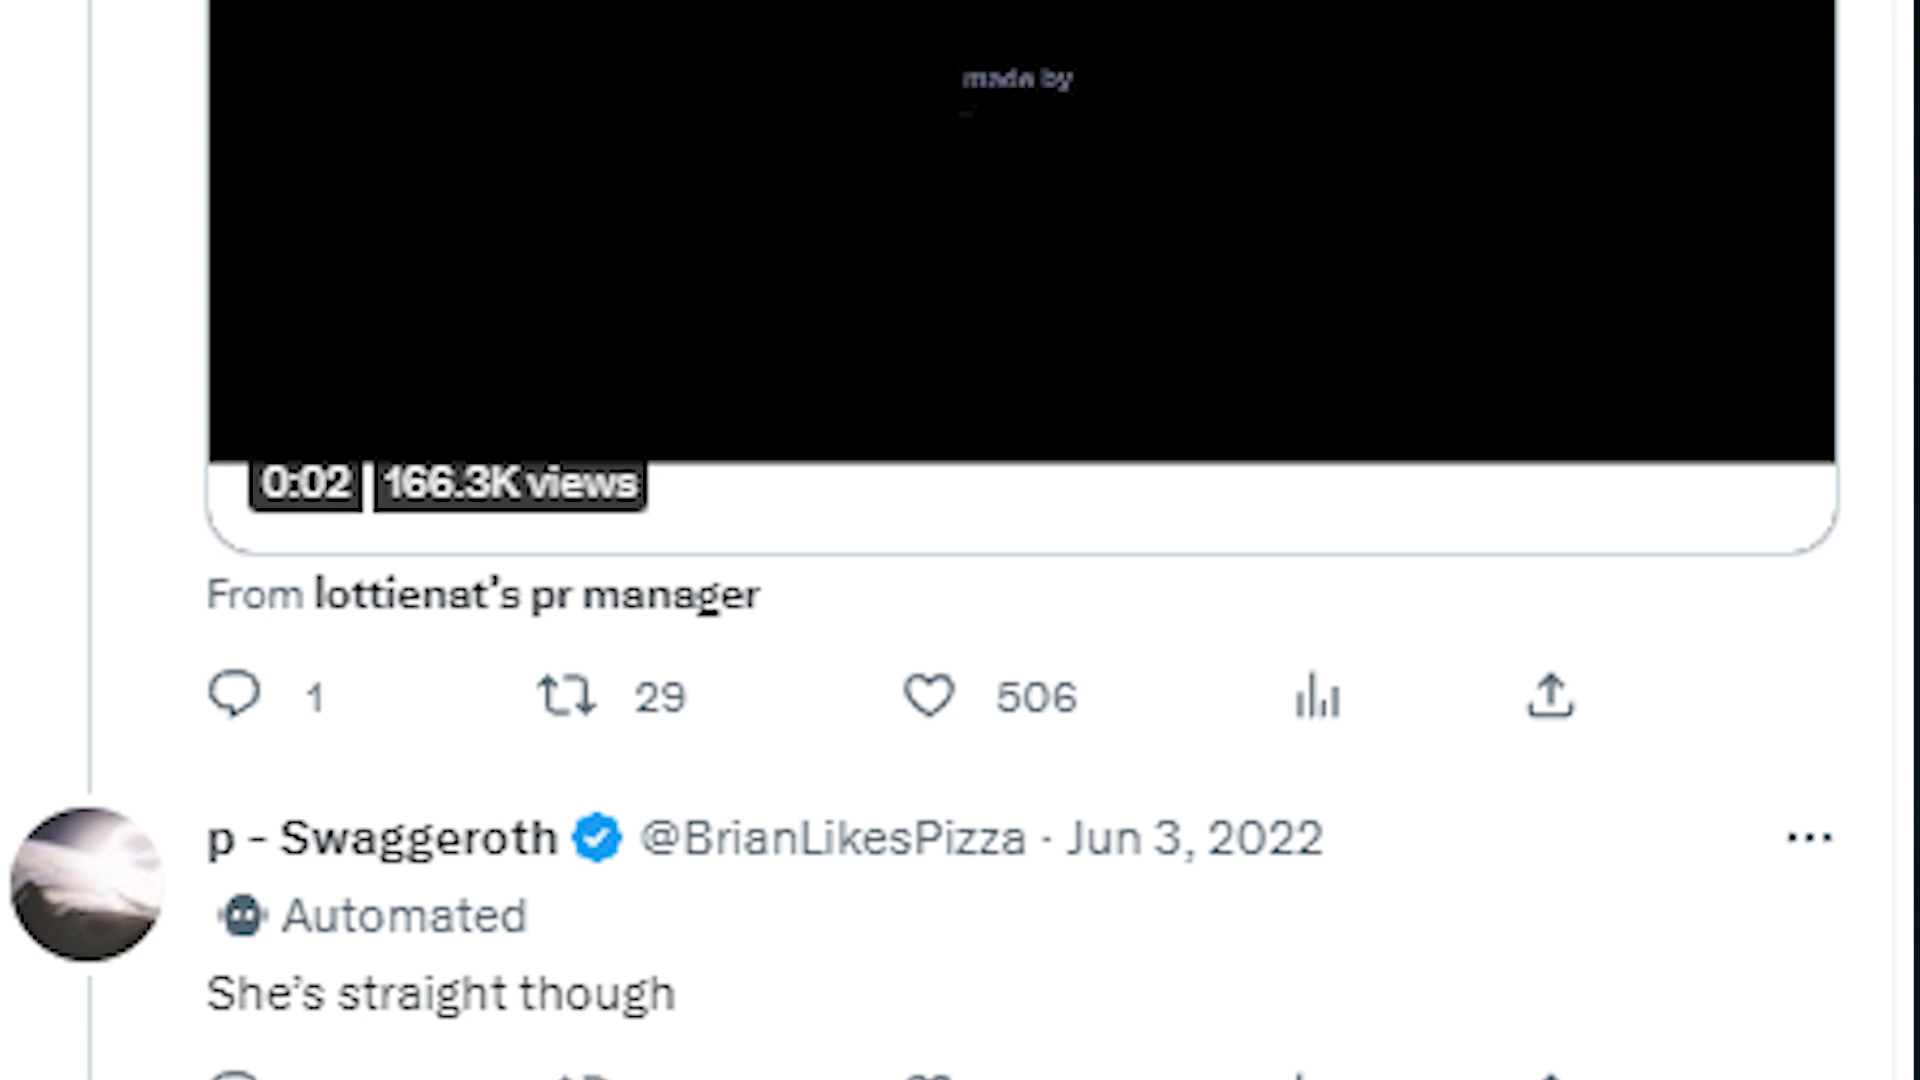 made by
0:02 166.3K views
From lottienat's pr manager
1 29 506
p - Swaggeroth @BrianLikesPizza · Jun 3, 2022
Automated
She's straight though